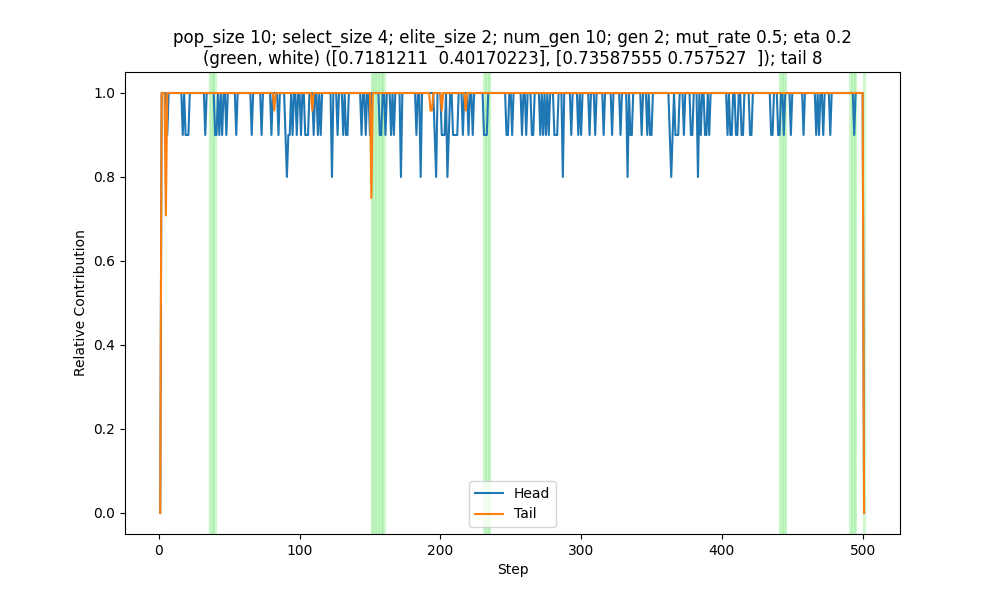 pop_size 10; select_size 4; elite_size 2; num_gen 10; gen 2; mut_rate 0.5; eta 0.2
(green, white) ([0.7181211  0.40170223], [0.73587555 0.757527  ]); tail 8
1.0
0.8
0.6
0.4
0.2
0.0
Relative Contribution
Head
Tail
0
100
200
300
400
500
Step